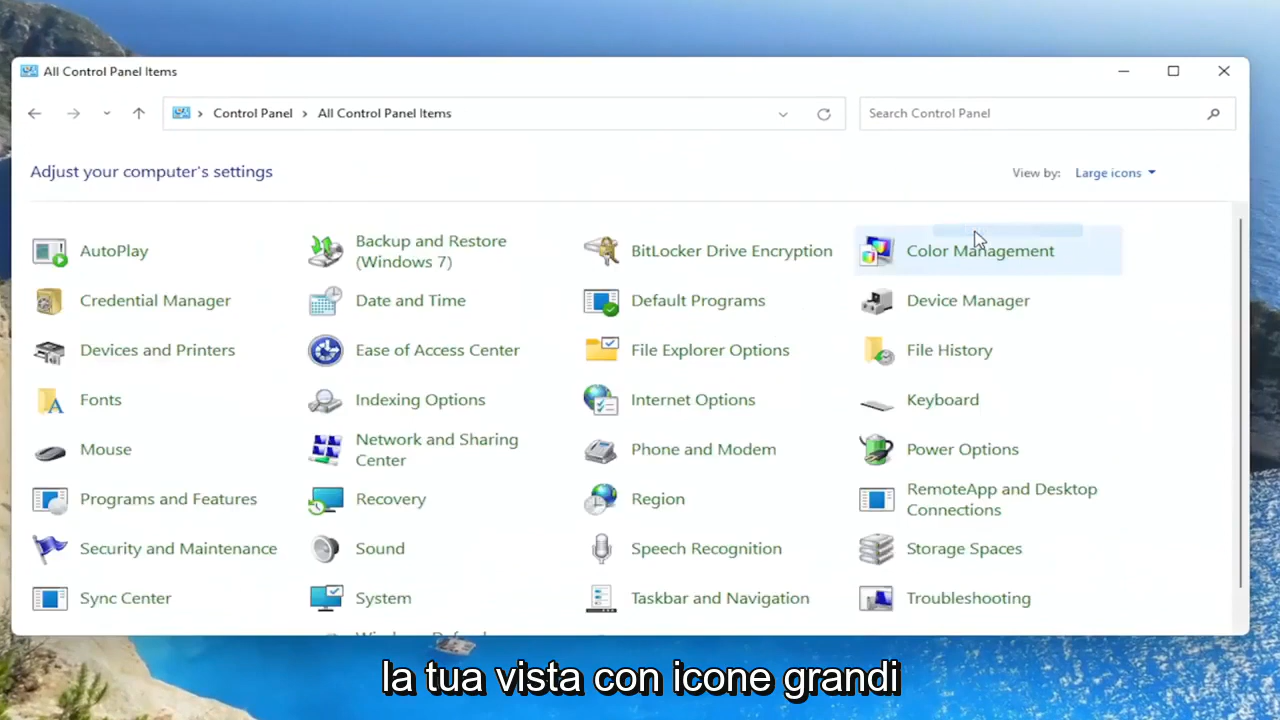 All Control Panel Items
Control Panel
All Control Panel Items
Search Control Panel
Adjust your computer's settings
View by:
Large icons
AutoPlay
Backup and Restore
(Windows 7)
BitLocker Drive Encryption
Color Management
Credential Manager
Date and Time
Default Programs
Device Manager
Devices and Printers
Ease of Access Center
File Explorer Options
File History
Fonts
Indexing Options
Internet Options
Keyboard
Mouse
Network and Sharing
Center
Phone and Modem
Power Options
Programs and Features
Recovery
Region
RemoteApp and Desktop
Connections
Security and Maintenance
Sound
Speech Recognition
Storage Spaces
Sync Center
System
Taskbar and Navigation
Troubleshooting
la tua vista con icone grandi